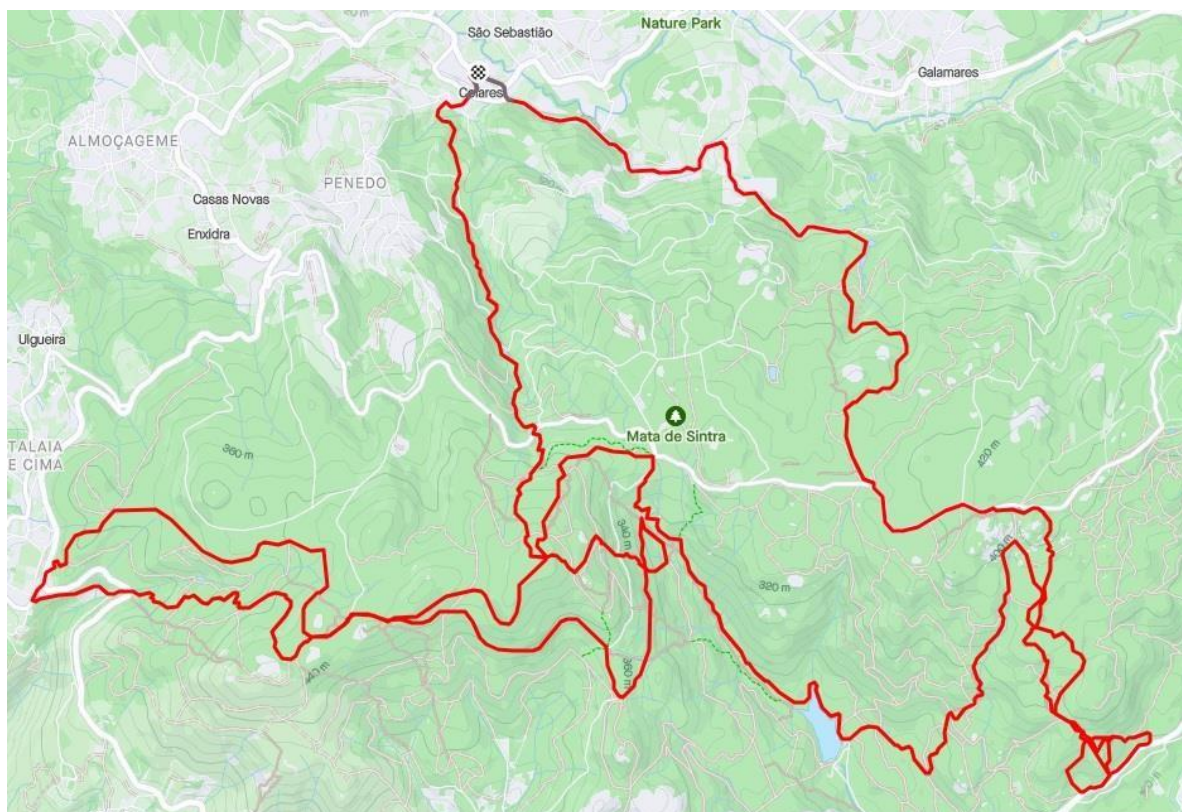 Nature Park
São Sebastião
Galamares
Colares
ALMOÇAGEME
PENEDO
Casas Novas
Enxidra
Ulgueira
Mata de Sintra
TALAIA
E CIMA
360 m
420 m
340 m
400 m
320 m
360 m